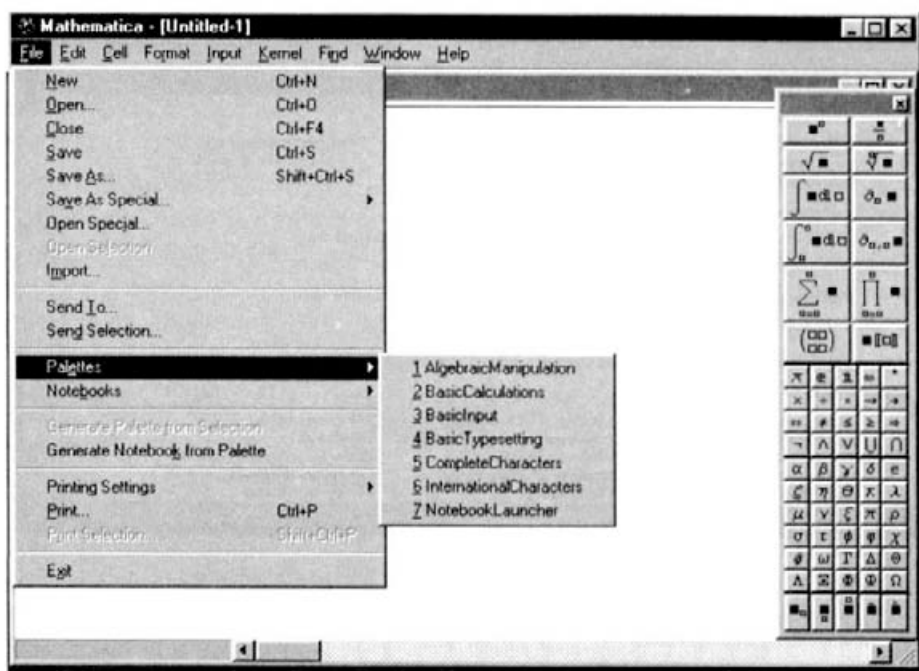 Mathematica - [Untitled-1]
File Edit Cell Format Input Kernel Find Window Help
New Ctrl+N
Open... Ctrl+O
Close Ctrl+F4
Save Ctrl+S
Save As... Shift+Ctrl+S
Save As Special...
Open Special...
Open Selection
Import...
Send To...
Send Selection...
Palettes
Notebooks
Generate Palette from Selection
Generate Notebook from Palette
Printing Settings
Print... Ctrl+P
Print Selection... Shift+Ctrl+P
Exit
1 AlgebraicManipulation
2 BasicCalculations
3 BasicInput
4 BasicTypesetting
5 CompleteCharacters
6 InternationalCharacters
7 NotebookLauncher
π e ∞ °
× ÷
≠ ≤ ≥
¬ ∧ ∨ ∪ ∩
α β γ δ ε
ζ η θ κ λ
μ ν ξ π ρ
σ τ φ φ χ
ω Γ Δ Θ
Λ Ξ Φ Ω